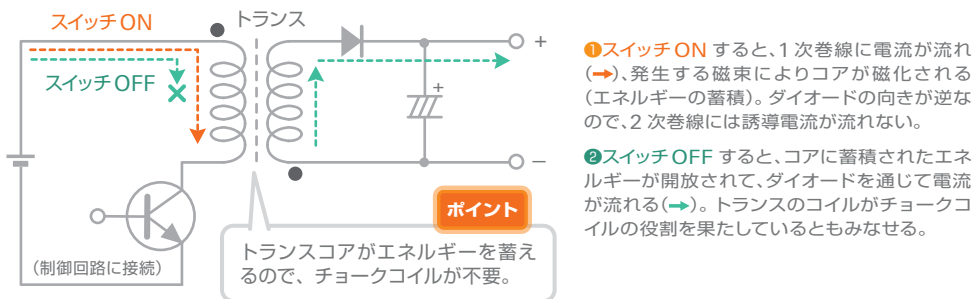 スイッチON
トランス
スイッチOFF
+
+
−
(制御回路に接続)
ポイント
トランスコアがエネルギーを蓄え
るので、チョークコイルが不要。
❶スイッチON すると、1次巻線に電流が流れ
(→)、発生する磁束によりコアが磁化される
(エネルギーの蓄積)。ダイオードの向きが逆な
ので、2次巻線には誘導電流が流れない。
❷スイッチOFF すると、コアに蓄積されたエネ
ルギーが開放されて、ダイオードを通じて電流
が流れる(→)。トランスのコイルがチョークコ
イルの役割を果たしているともみなせる。